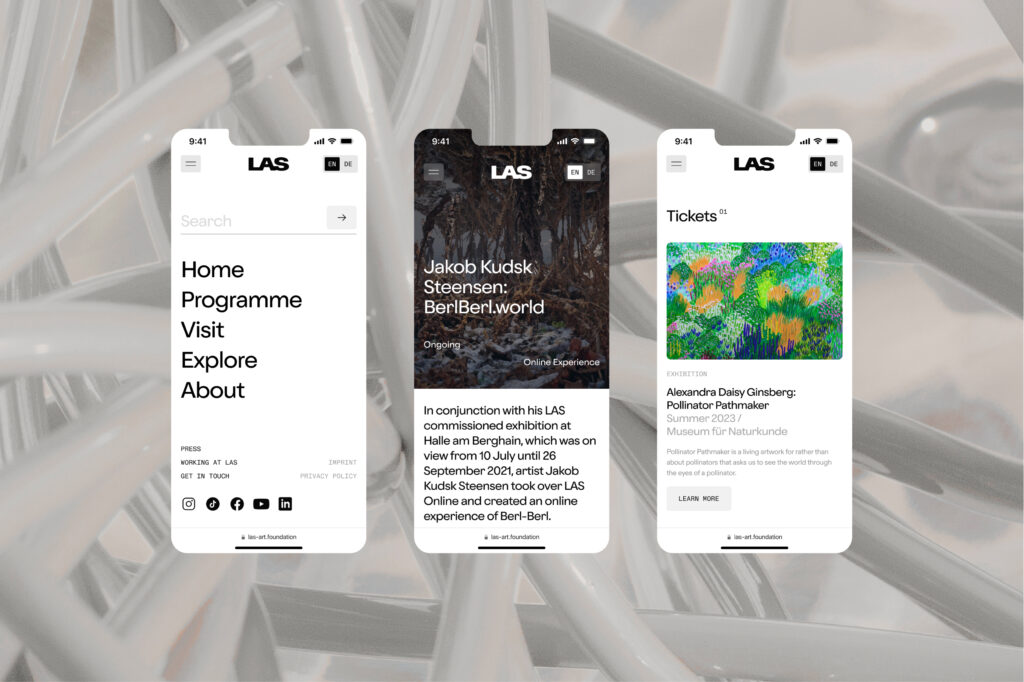 9:41
LAS
EN DE
Search
Home
Programme
Visit
Explore
About
PRESS
WORKING AT LAS
IMPRINT
GET IN TOUCH
PRIVACY POLICY
las-art.foundation
9:41
LAS
EN DE
Jakob Kudsk
Steensen:
BerlBerl.world
Ongoing
Online Experience
In conjunction with his LAS
commissioned exhibition at
Halle am Berghain, which was on
view from 10 July until 26
September 2021, artist Jakob
Kudsk Steensen took over LAS
Online and created an online
experience of Berl-Berl.
las-art.foundation
9:41
LAS
EN DE
Tickets 01
EXHIBITION
Alexandra Daisy Ginsberg:
Pollinator Pathmaker
Summer 2023 /
Museum für Naturkunde
Pollinator Pathmaker is a living artwork for rather than
about pollinators that asks us to see the world through
the eyes of a pollinator.
LEARN MORE
las-art.foundation